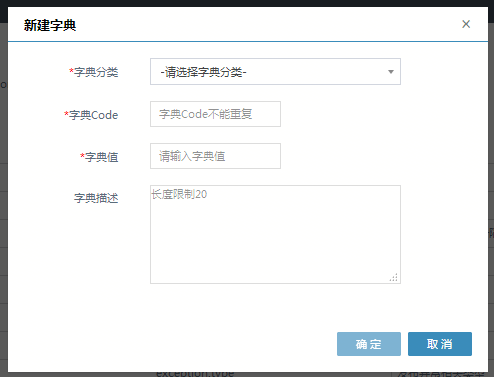 新建字典 ×
*字典分类 -请选择字典分类-
*字典Code 字典Code不能重复
*字典值 请输入字典值
字典描述 长度限制20
确 定 取 消
exception.type